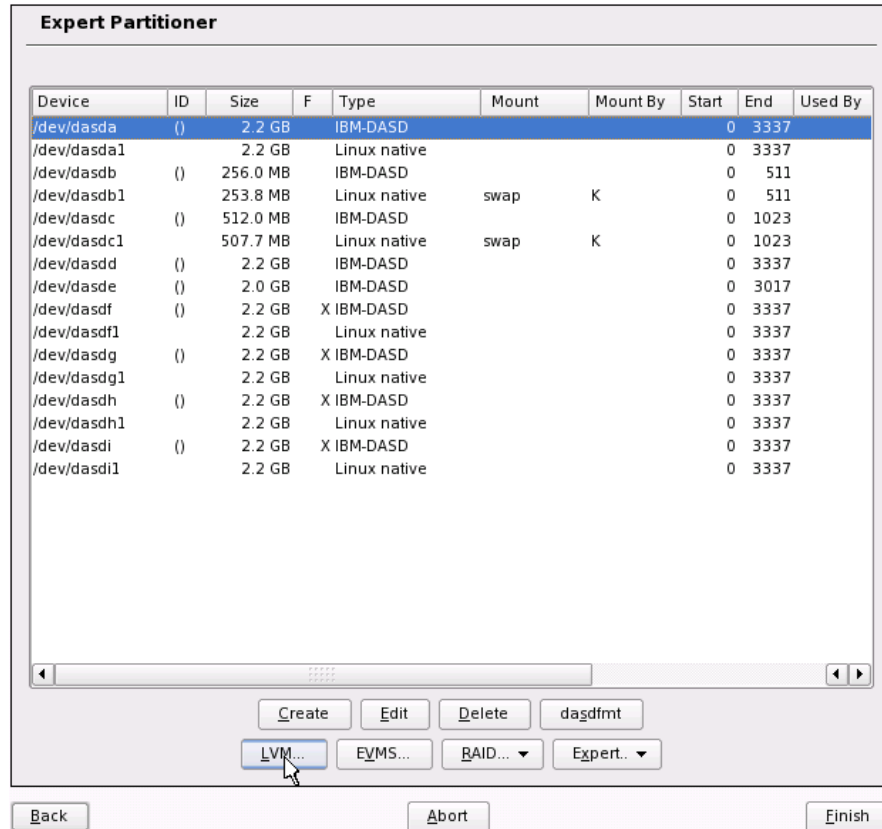 Expert Partitioner
Device ID Size F Type Mount Mount By Start End Used By
/dev/dasda () 2.2 GB IBM-DASD 0 3337
/dev/dasda1 2.2 GB Linux native 0 3337
/dev/dasdb () 256.0 MB IBM-DASD 0 511
/dev/dasdb1 253.8 MB Linux native swap K 0 511
/dev/dasdc () 512.0 MB IBM-DASD 0 1023
/dev/dasdc1 507.7 MB Linux native swap K 0 1023
/dev/dasdd () 2.2 GB IBM-DASD 0 3337
/dev/dasde () 2.0 GB IBM-DASD 0 3017
/dev/dasdf () 2.2 GB X IBM-DASD 0 3337
/dev/dasdf1 2.2 GB Linux native 0 3337
/dev/dasdg () 2.2 GB X IBM-DASD 0 3337
/dev/dasdg1 2.2 GB Linux native 0 3337
/dev/dasdh () 2.2 GB X IBM-DASD 0 3337
/dev/dasdh1 2.2 GB Linux native 0 3337
/dev/dasdi () 2.2 GB X IBM-DASD 0 3337
/dev/dasdi1 2.2 GB Linux native 0 3337
Create Edit Delete dasdfmt
LVM... EVMS... RAID... Expert..
Back Abort Finish